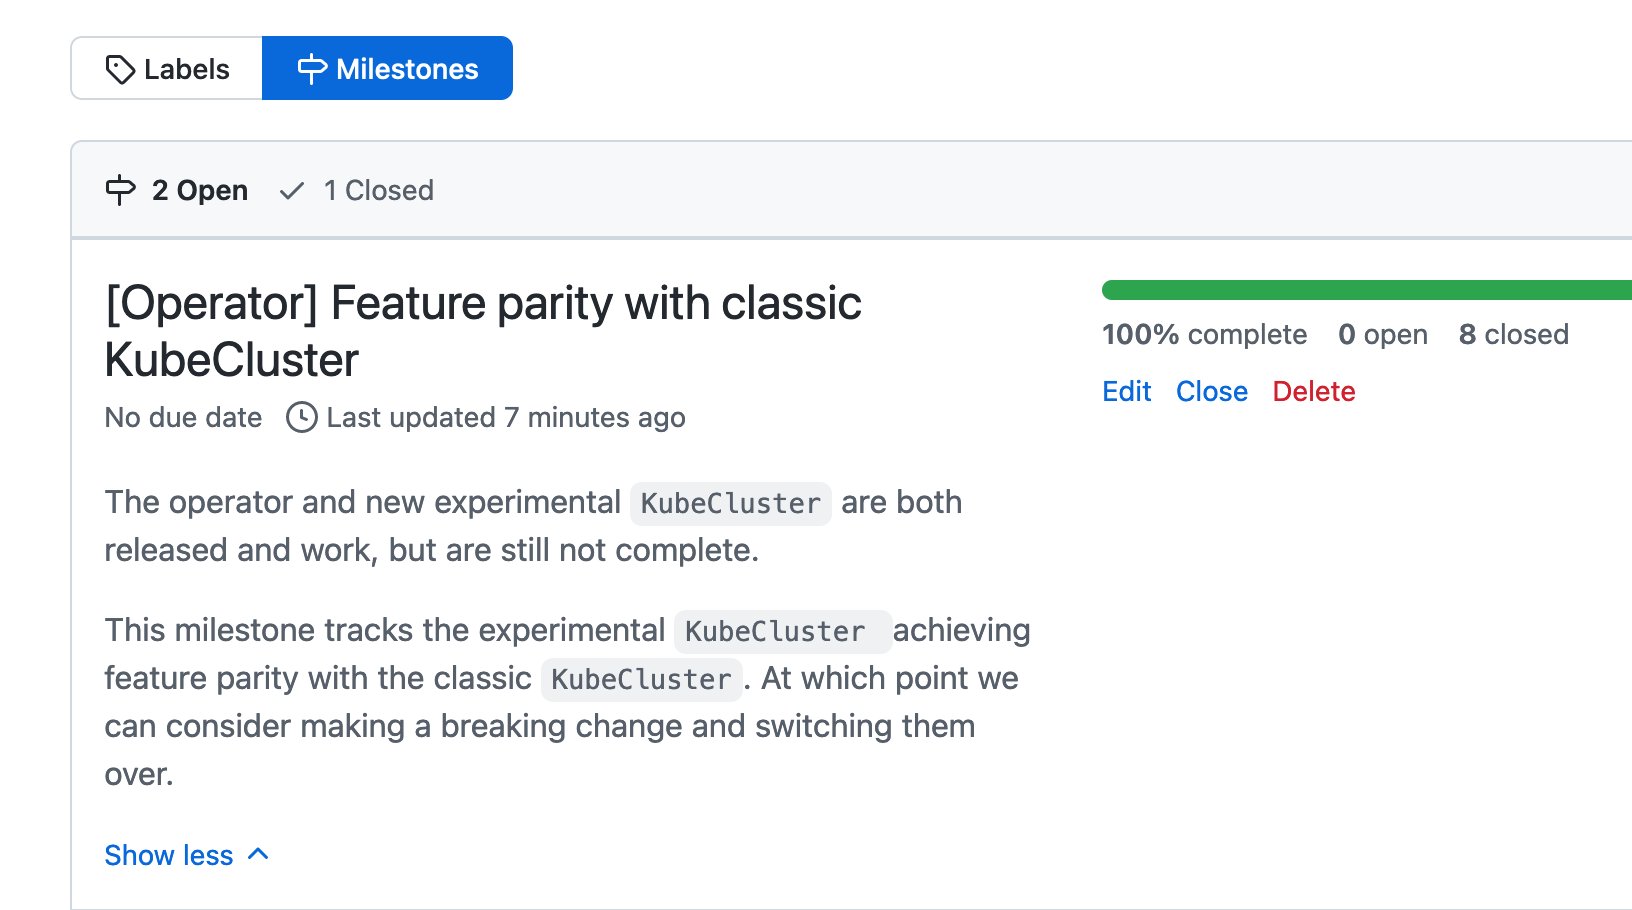 Labels Milestones
2 Open 1 Closed
[Operator] Feature parity with classic
KubeCluster
No due date Last updated 7 minutes ago
100% complete 0 open 8 closed
Edit Close Delete
The operator and new experimental KubeCluster are both
released and work, but are still not complete.
This milestone tracks the experimental KubeCluster achieving
feature parity with the classic KubeCluster. At which point we
can consider making a breaking change and switching them
over.
Show less